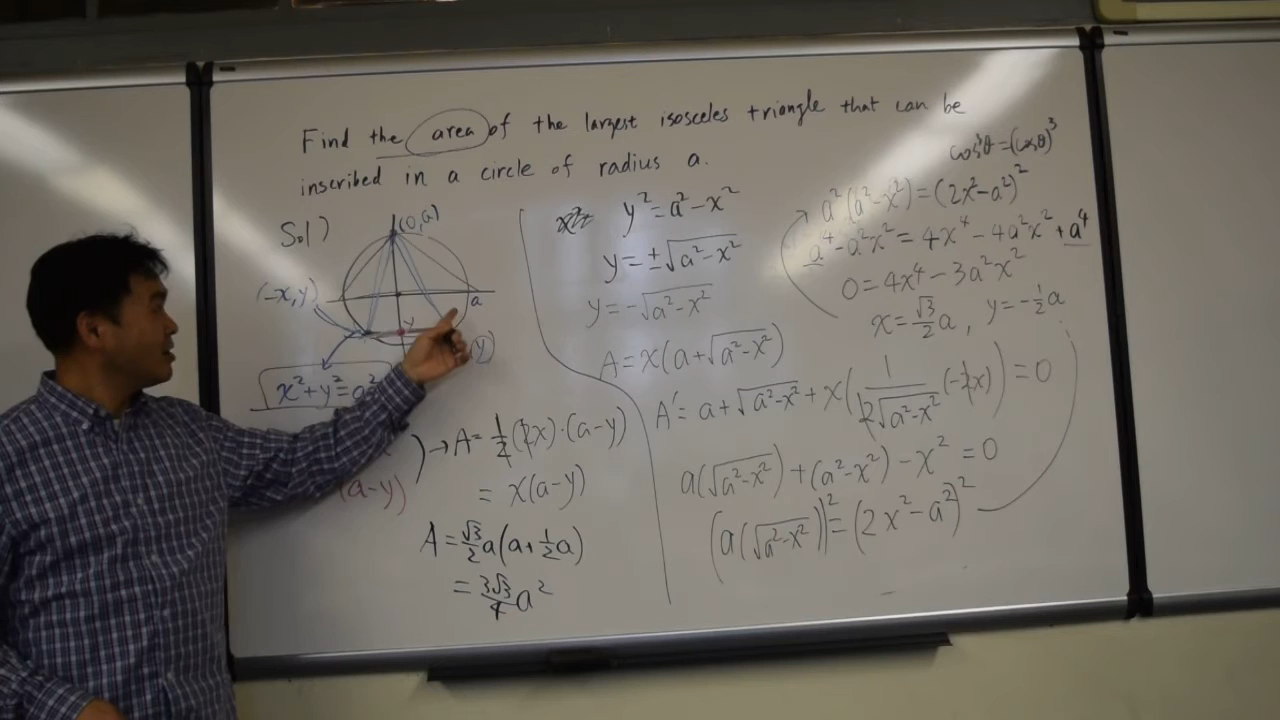 Find the area of the largest isosceles triangle that can be
inscribed in a circle of radius a.
Sol)
(0,a)
(-x,y)
a
y
y)
x²+y²=a²
(a-y)
→A=½(2x)·(a-y)
= x(a-y)
A=√3/2 a(a+½a)
= 3√3/4 a²
y²=a²-x²
y=±√(a²-x²)
y=-√(a²-x²)
A=x(a+√(a²-x²))
A'=a+√(a²-x²)+x(1/(2√(a²-x²))(-2x))=0
a(√(a²-x²))+(a²-x²)-x²=0
(a(√(a²-x²)))²=(2x²-a²)²
cos³θ=(cosθ)³
a²(a²-x²)=(2x²-a²)²
a⁴-a²x²=4x⁴-4a²x²+a⁴
0=4x⁴-3a²x²
x=√3/2 a, y=-½a